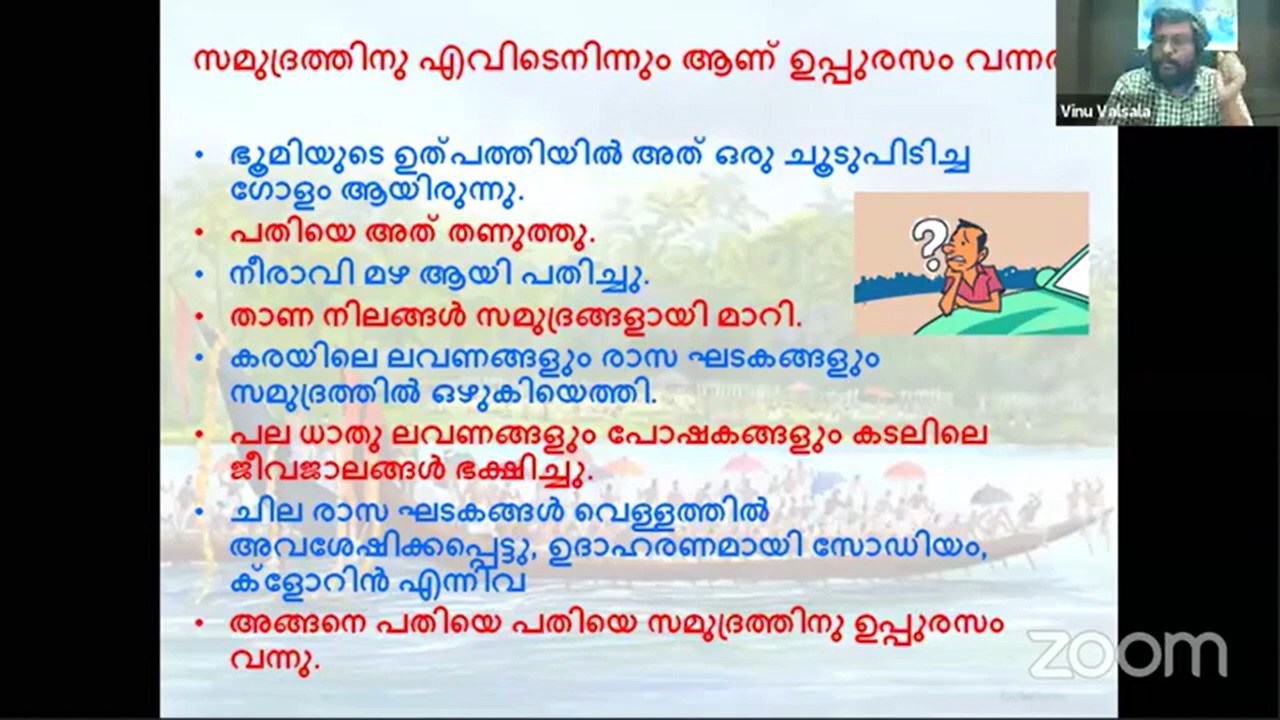 സമുദ്രത്തിനു എവിടെനിന്നും ആണ് ഉപ്പുരസം
Vinu Valsala
• ഭൂമിയുടെ ഉത്പത്തിയിൽ അത് ഒരു ചൂടുപിടിച്ച
ഗോളം ആയിരുന്നു.
• പതിയെ അത് തണുത്തു.
?
• നീരാവി മഴ ആയി പതിച്ചു.
• താണ നിലങ്ങൾ സമുദ്രങ്ങളായി മാറി.
• കരയിലെ ലവണങ്ങളും രാസ ഘടകങ്ങളും
സമുദ്രത്തിൽ ഒഴുകിയെത്തി.
• പല ധാതു ലവണങ്ങളും പോഷകങ്ങളും കടലിലെ
ജീവജാലങ്ങൾ ഭക്ഷിച്ചു.
• ചില രാസ ഘടകങ്ങൾ വെള്ളത്തിൽ
അവശേഷിക്കപ്പെട്ടു, ഉദാഹരണമായി സോഡിയം,
ക്ളോറിൻ എന്നിവ
• അങ്ങനെ പതിയെ പതിയെ സമുദ്രത്തിനു ഉപ്പുരസം
വന്നു.
zoom